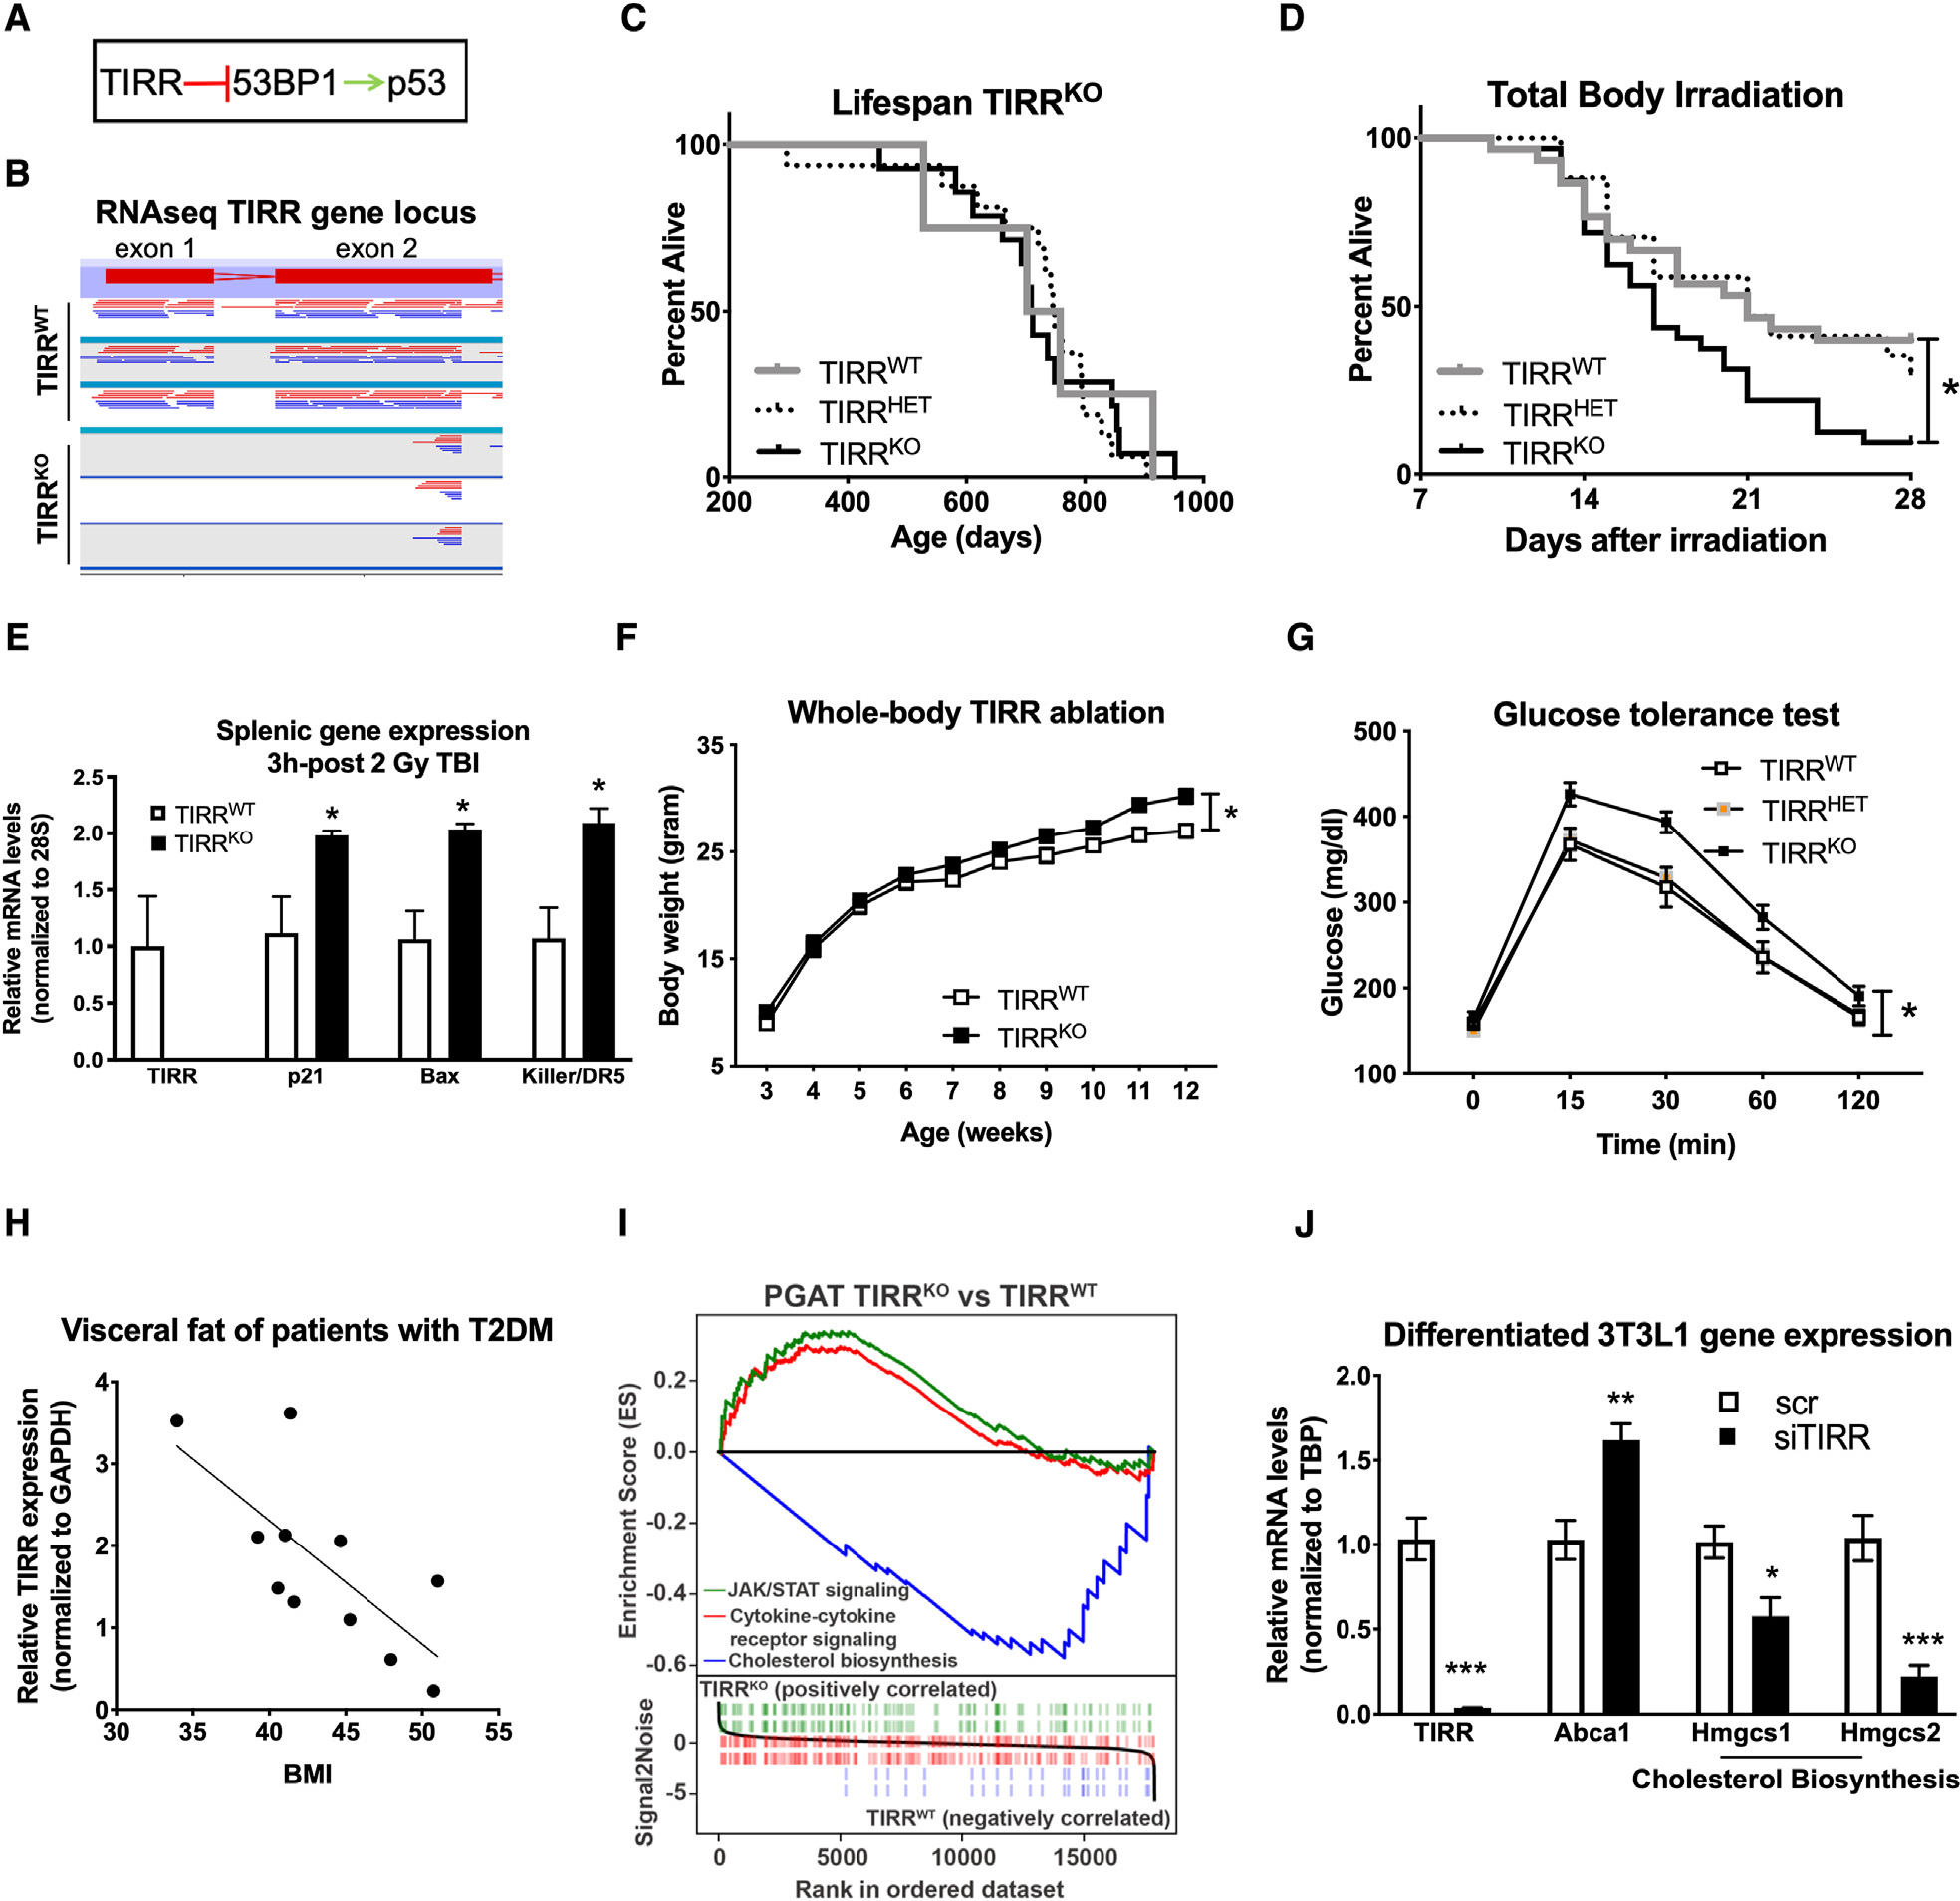 A
TIRR 53BP1 p53
B
RNAseq TIRR gene locus
exon 1 exon 2
TIRRWT
TIRRKO
C
Lifespan TIRRKO
Percent Alive
100
50
0
TIRRWT
TIRRHET
TIRRKO
200 400 600 800 1000
Age (days)
D
Total Body Irradiation
Percent Alive
100
50
0
TIRRWT
TIRRHET
TIRRKO
*
7 14 21 28
Days after irradiation
E
Splenic gene expression
3h-post 2 Gy TBI
Relative mRNA levels
(normalized to 28S)
2.5
2.0
1.5
1.0
0.5
0.0
TIRRWT
TIRRKO
* * *
TIRR p21 Bax Killer/DR5
F
Whole-body TIRR ablation
Body weight (gram)
35
25
15
5
*
TIRRWT
TIRRKO
3 4 5 6 7 8 9 10 11 12
Age (weeks)
G
Glucose tolerance test
Glucose (mg/dl)
500
400
300
200
100
TIRRWT
TIRRHET
TIRRKO
*
0 15 30 60 120
Time (min)
H
Visceral fat of patients with T2DM
Relative TIRR expression
(normalized to GAPDH)
4
3
2
1
0
30 35 40 45 50 55
BMI
I
PGAT TIRRKO vs TIRRWT
Enrichment Score (ES)
0.2
0.0
-0.2
-0.4
-0.6
JAK/STAT signaling
Cytokine-cytokine
receptor signaling
Cholesterol biosynthesis
TIRRKO (positively correlated)
Signal2Noise
0
-5
TIRRWT (negatively correlated)
0 5000 10000 15000
Rank in ordered dataset
J
Differentiated 3T3L1 gene expression
Relative mRNA levels
(normalized to TBP)
2.0
1.5
1.0
0.5
0.0
scr
siTIRR
*** ** * ***
TIRR Abca1 Hmgcs1 Hmgcs2
Cholesterol Biosynthesis